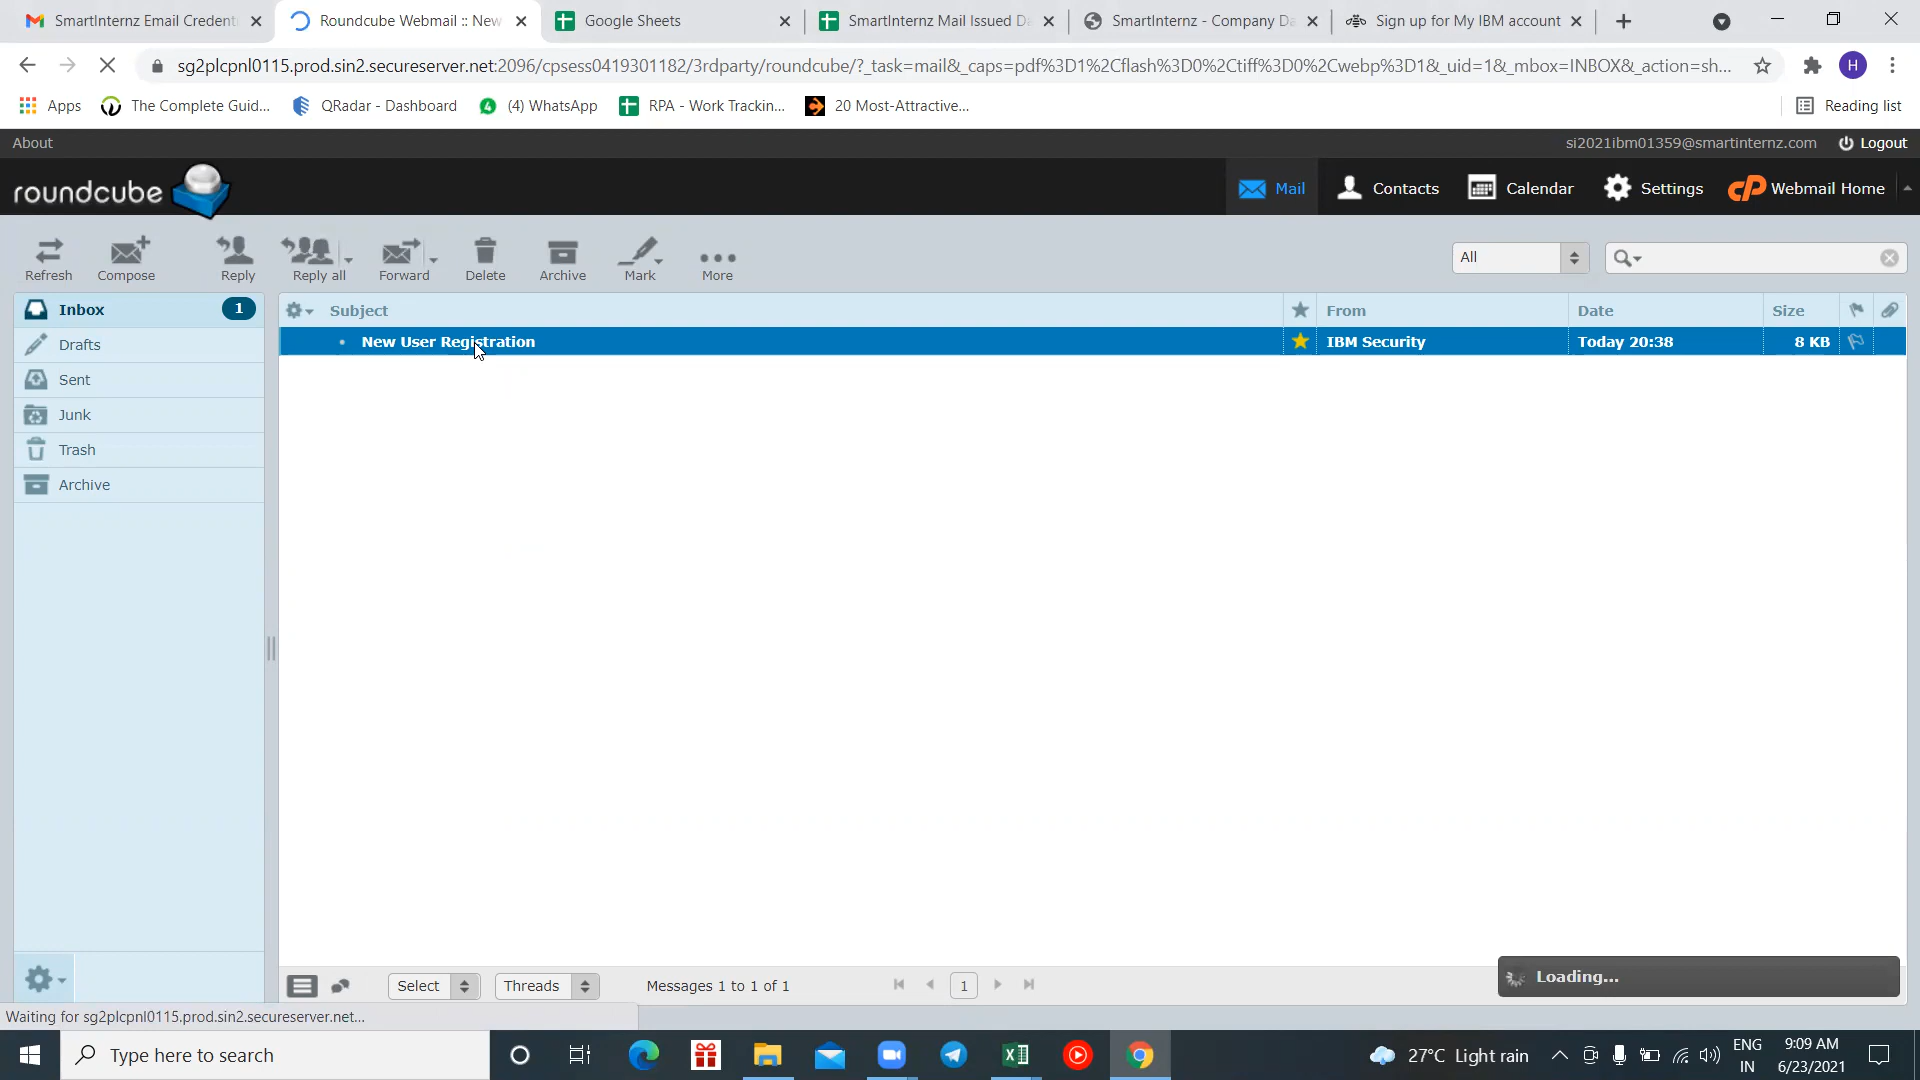 SmartInternz Email Credent
Roundcube Webmail :: New
Google Sheets
SmartInternz Mail Issued Da
SmartInternz - Company Da
Sign up for My IBM account
sg2plcpnl0115.prod.sin2.secureserver.net:2096/cpsess0419301182/3rdparty/roundcube/?_task=mail&_caps=pdf%3D1%2Cflash%3D0%2Ctiff%3D0%2Cwebp%3D1&_uid=1&_mbox=INBOX&_action=sh...
H
Apps
The Complete Guid...
QRadar - Dashboard
(4) WhatsApp
RPA - Work Trackin...
20 Most-Attractive...
Reading list
About
si2021ibm01359@smartinternz.com
Logout
roundcube
Mail
Contacts
Calendar
Settings
cP Webmail Home
Refresh
Compose
Reply
Reply all
Forward
Delete
Archive
Mark
More
All
Inbox
1
Subject
From
Date
Size
New User Registration
IBM Security
Today 20:38
8 KB
Drafts
Sent
Junk
Trash
Archive
Select
Threads
Messages 1 to 1 of 1
1
Loading...
Waiting for sg2plcpnl0115.prod.sin2.secureserver.net...
Type here to search
27°C Light rain
ENG
IN
9:09 AM
6/23/2021